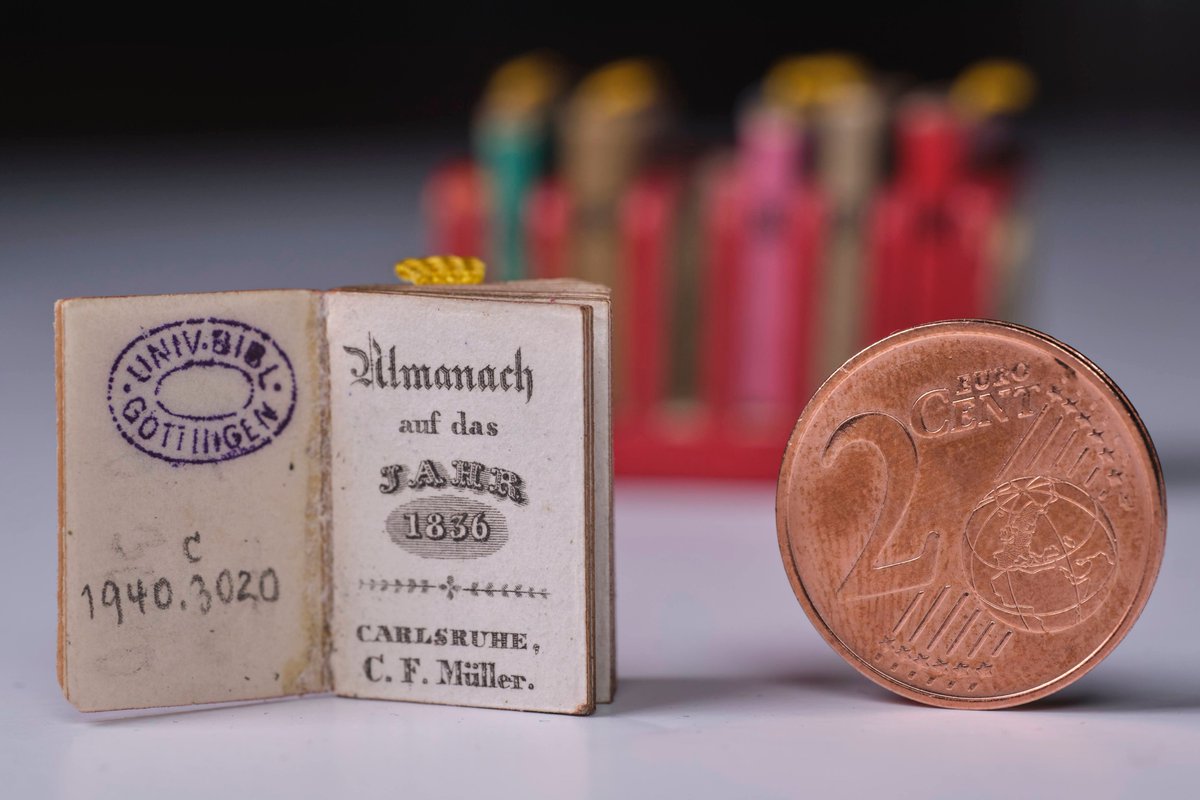 UNIV. BIBL.
GÖTTINGEN
C
1940.3020
Almanach
auf das
JAHR
1836
CARLSRUHE,
C. F. Müller.
2
EURO
CENT